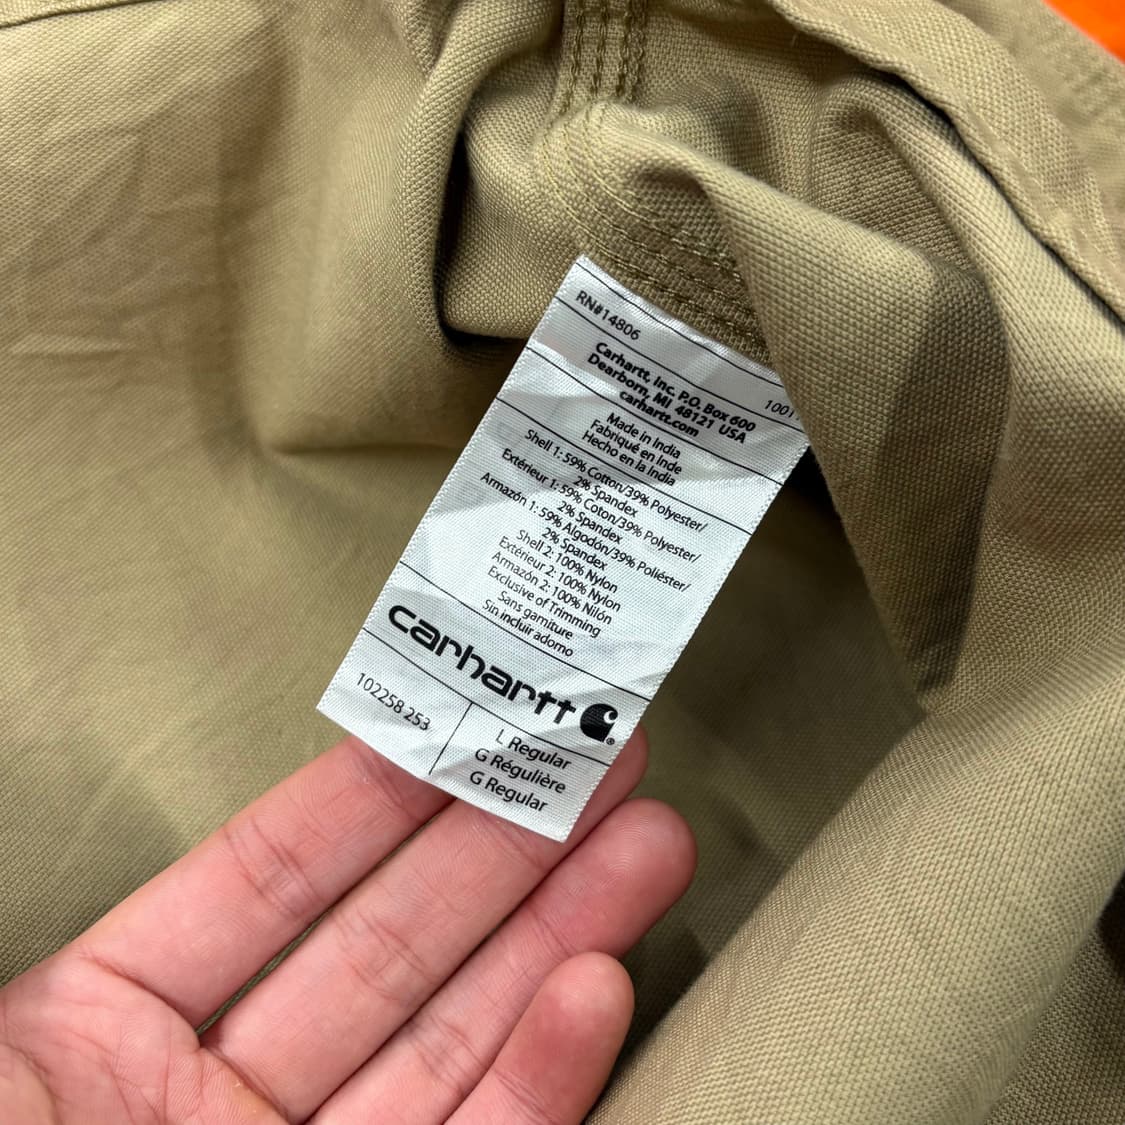 RN#14806
1001
Carhartt, Inc. P.O. Box 600
Dearborn, MI 48121 USA
carhartt.com
Made in India
Fabriqué en Inde
Hecho en la India
Shell 1: 59% Cotton/39% Polyester/
2% Spandex
Extérieur 1: 59% Coton/39% Polyester/
2% Spandex
Armazón 1: 59% Algodón/39% Poliéster/
2% Spandex
Shell 2: 100% Nylon
Extérieur 2: 100% Nylon
Armazón 2: 100% Nilón
Exclusive of Trimming
Sans garniture
Sin incluir adorno
carhartt
102258 253
L Regular
G Régulière
G Regular